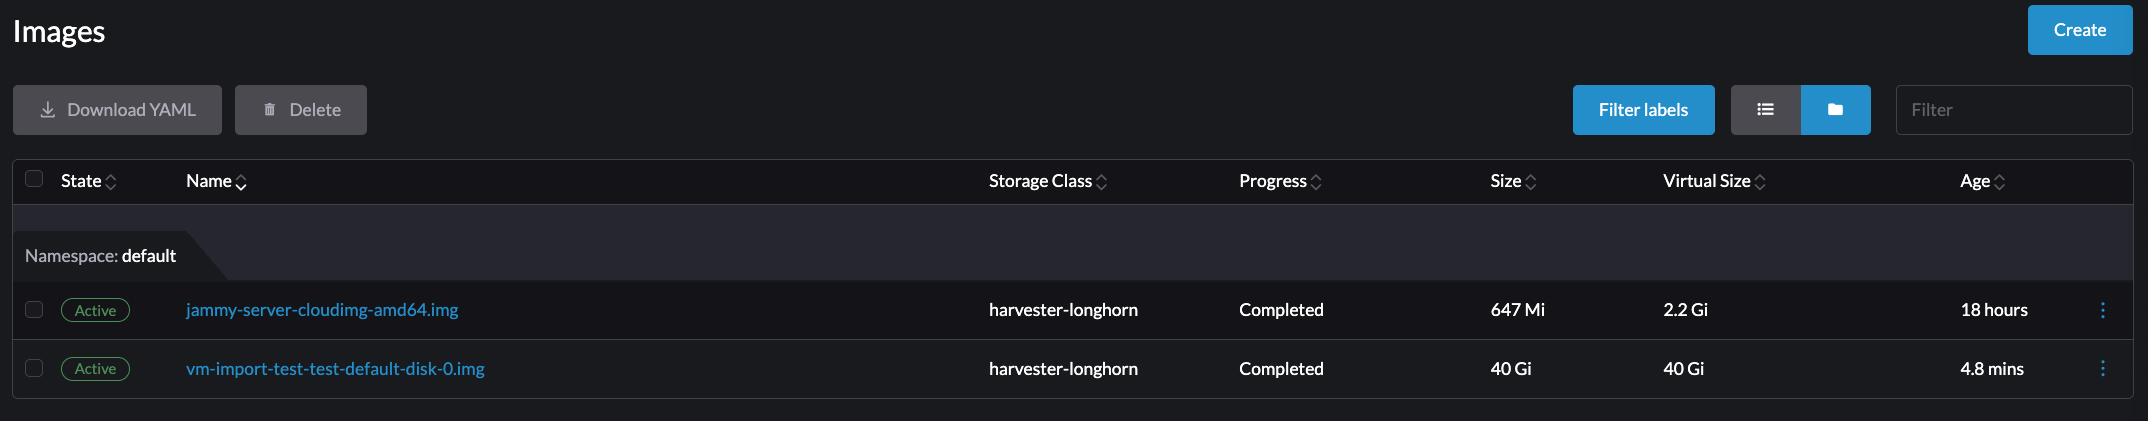 Images
Create
Download YAML Delete Filter labels Filter
State Name Storage Class Progress Size Virtual Size Age
Namespace: default
Active jammy-server-cloudimg-amd64.img harvester-longhorn Completed 647 Mi 2.2 Gi 18 hours
Active vm-import-test-test-default-disk-0.img harvester-longhorn Completed 40 Gi 40 Gi 4.8 mins